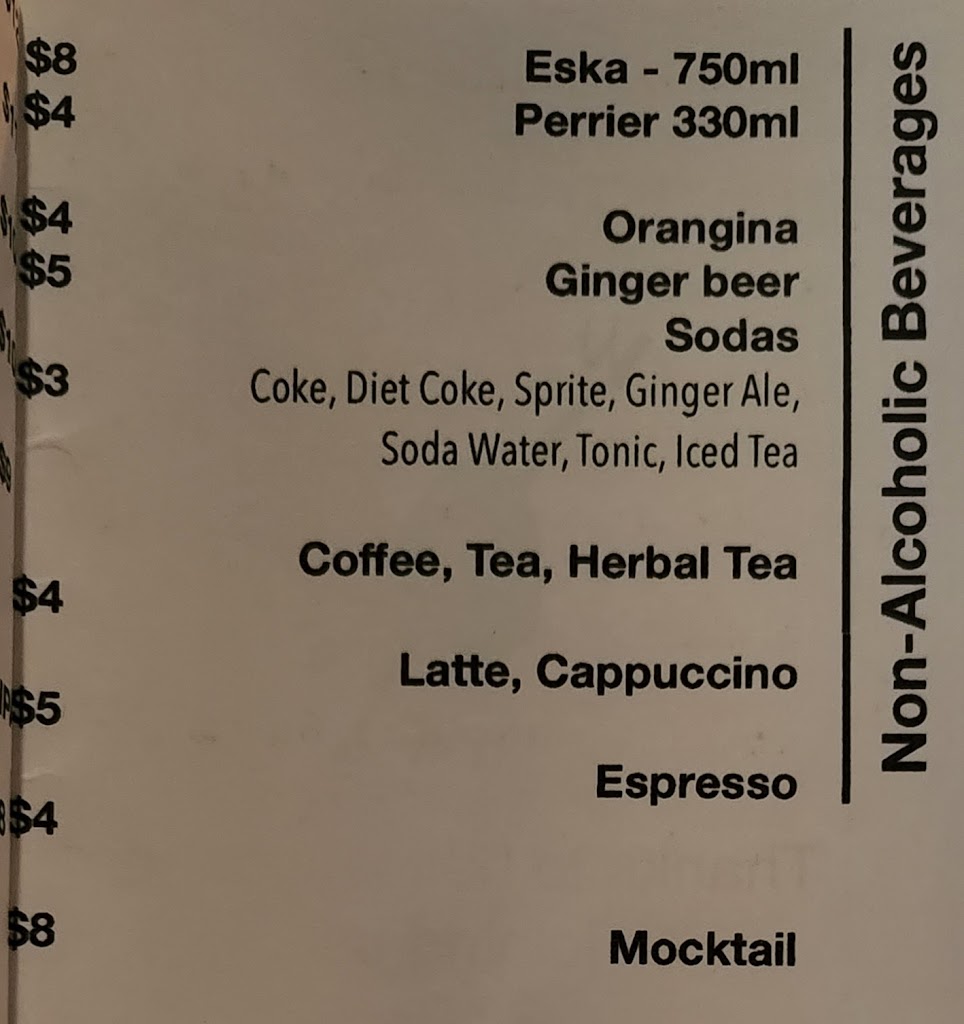 Non-Alcoholic Beverages
$8 Eska - 750ml
$4 Perrier 330ml
$4 Orangina
$5 Ginger beer
Sodas
$3 Coke, Diet Coke, Sprite, Ginger Ale,
Soda Water, Tonic, Iced Tea
$4 Coffee, Tea, Herbal Tea
$5 Latte, Cappuccino
$4 Espresso
$8 Mocktail